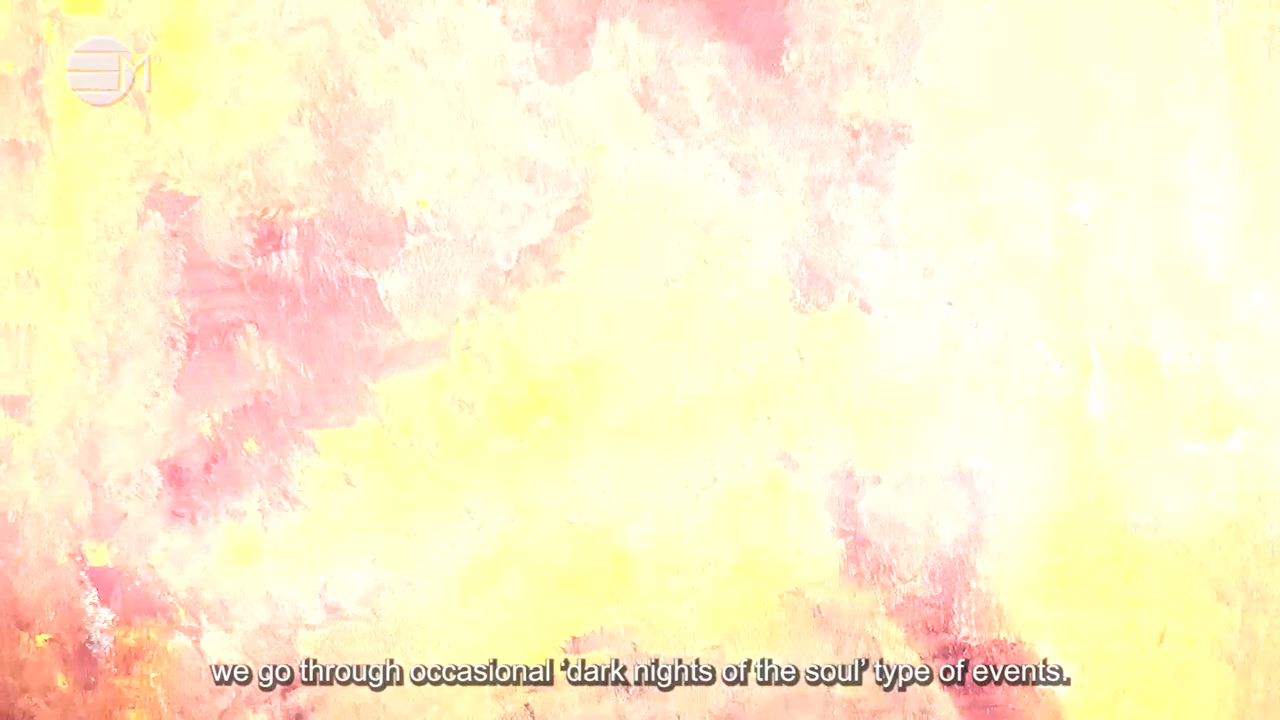 M
we go through occasional ‘dark nights of the soul’ type of events.